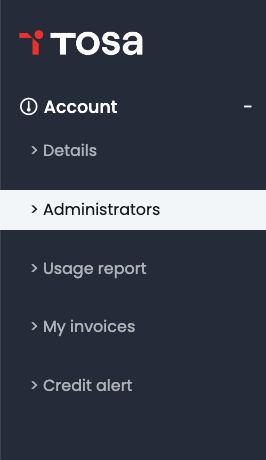 TOSA
Account -
> Details
> Administrators
> Usage report
> My invoices
> Credit alert